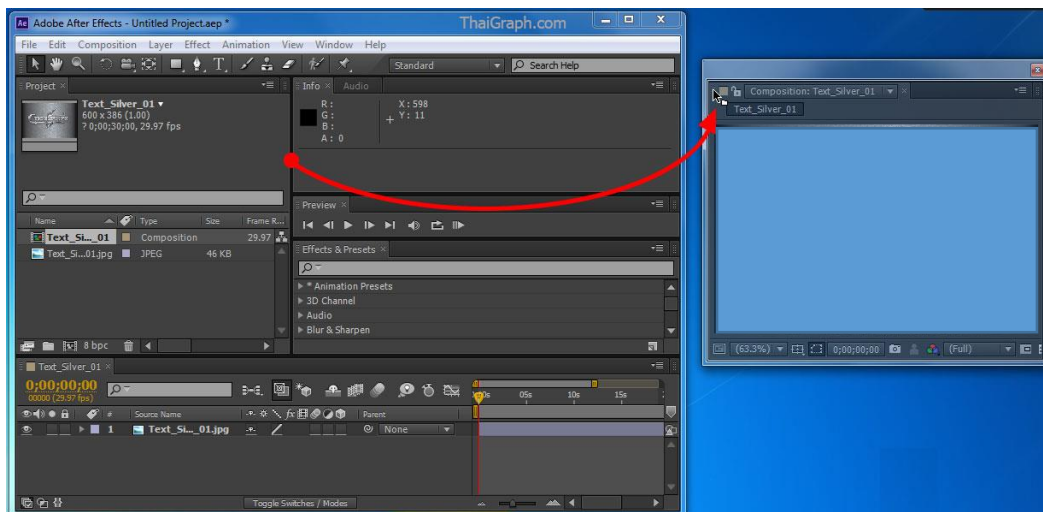 Adobe After Effects - Untitled Project.aep *
ThaiGraph.com
File Edit Composition Layer Effect Animation View Window Help
Standard
Search Help
Project ×
Text_Silver_01 ▾
600 x 386 (1.00)
? 0;00;30;00, 29.97 fps
Name Type Size Frame R...
Text_Si..._01 Composition 29.97
Text_Si...01.jpg JPEG 46 KB
8 bpc
Info × Audio
R :
G :
B :
A : 0
X : 598
Y : 11
Preview ×
Effects & Presets ×
* Animation Presets
3D Channel
Audio
Blur & Sharpen
Composition: Text_Silver_01
Text_Silver_01
(63.3%) 0;00;00;00 (Full)
Text_Silver_01 ×
0;00;00;00
00000 (29.97 fps)
05s 10s 15s
# Source Name Parent
1 Text_Si..._01.jpg None
Toggle Switches / Modes